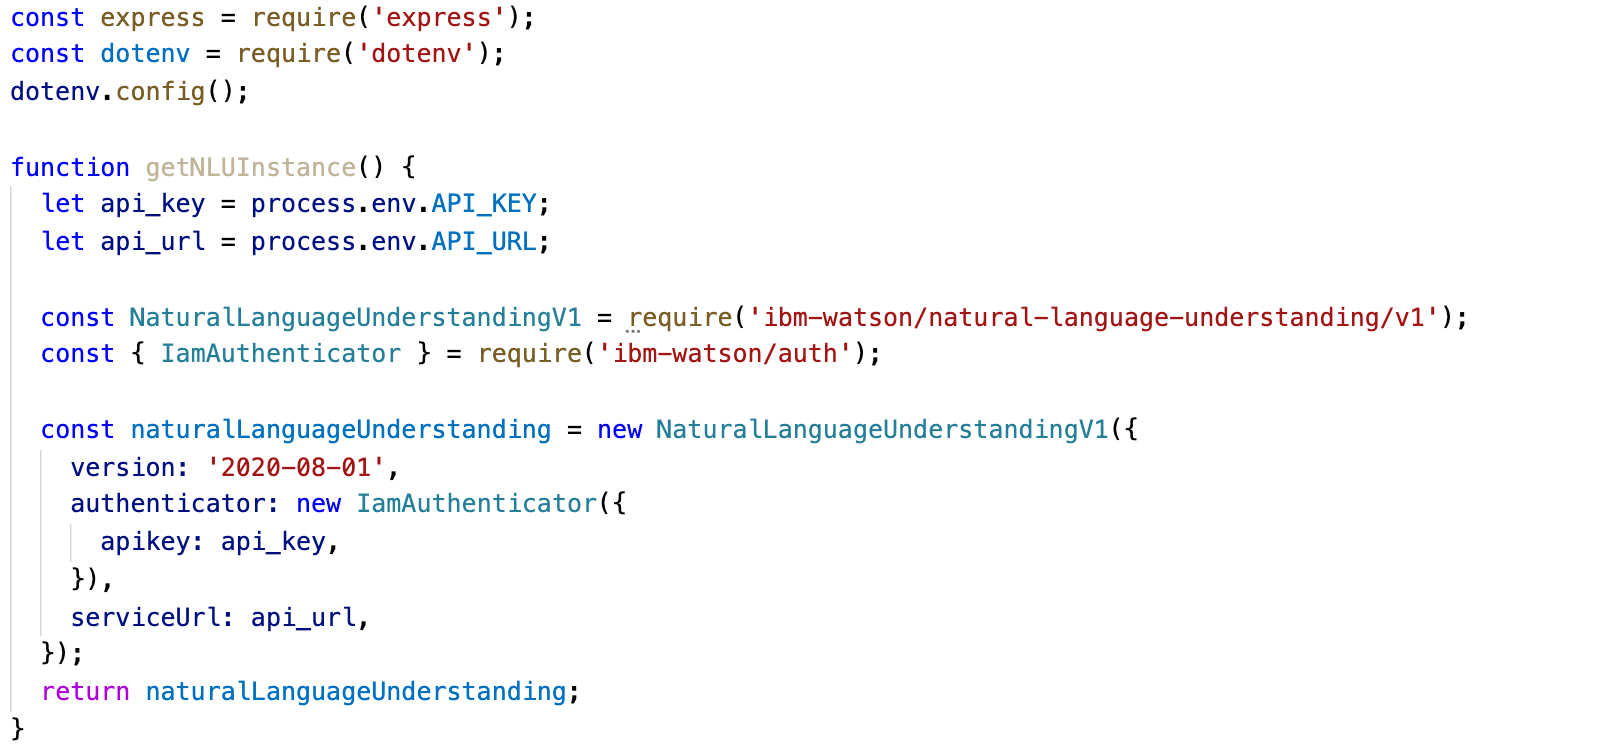 const express = require('express');
const dotenv = require('dotenv');
dotenv.config();
function getNLUInstance() {
let api_key = process.env.API_KEY;
let api_url = process.env.API_URL;
const NaturalLanguageUnderstandingV1 = require('ibm-watson/natural-language-understanding/v1');
const { IamAuthenticator } = require('ibm-watson/auth');
const naturalLanguageUnderstanding = new NaturalLanguageUnderstandingV1({
version: '2020-08-01',
authenticator: new IamAuthenticator({
apikey: api_key,
}),
serviceUrl: api_url,
});
return naturalLanguageUnderstanding;
}